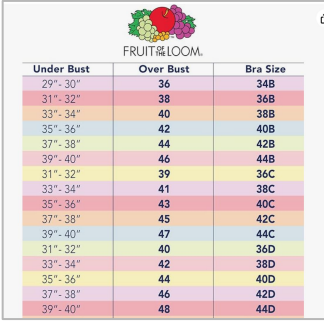 FRUIT OF THE LOOM®
Under Bust Over Bust Bra Size
29"- 30" 36 34B
31"- 32" 38 36B
33"- 34" 40 38B
35"- 36" 42 40B
37"- 38" 44 42B
39"- 40" 46 44B
31"- 32" 39 36C
33"- 34" 41 38C
35"- 36" 43 40C
37"- 38" 45 42C
39"- 40" 47 44C
31"- 32" 40 36D
33"- 34" 42 38D
35"- 36" 44 40D
37"- 38" 46 42D
39"- 40" 48 44D